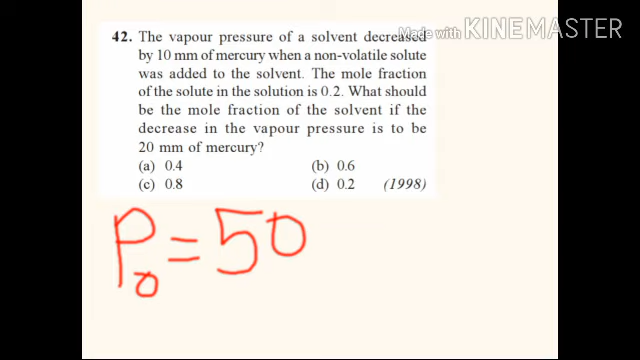 Made with KINEMASTER
42. The vapour pressure of a solvent decreased
by 10 mm of mercury when a non-volatile solute
was added to the solvent. The mole fraction
of the solute in the solution is 0.2. What should
be the mole fraction of the solvent if the
decrease in the vapour pressure is to be
20 mm of mercury?
(a) 0.4 (b) 0.6
(c) 0.8 (d) 0.2 (1998)
P₀ = 50